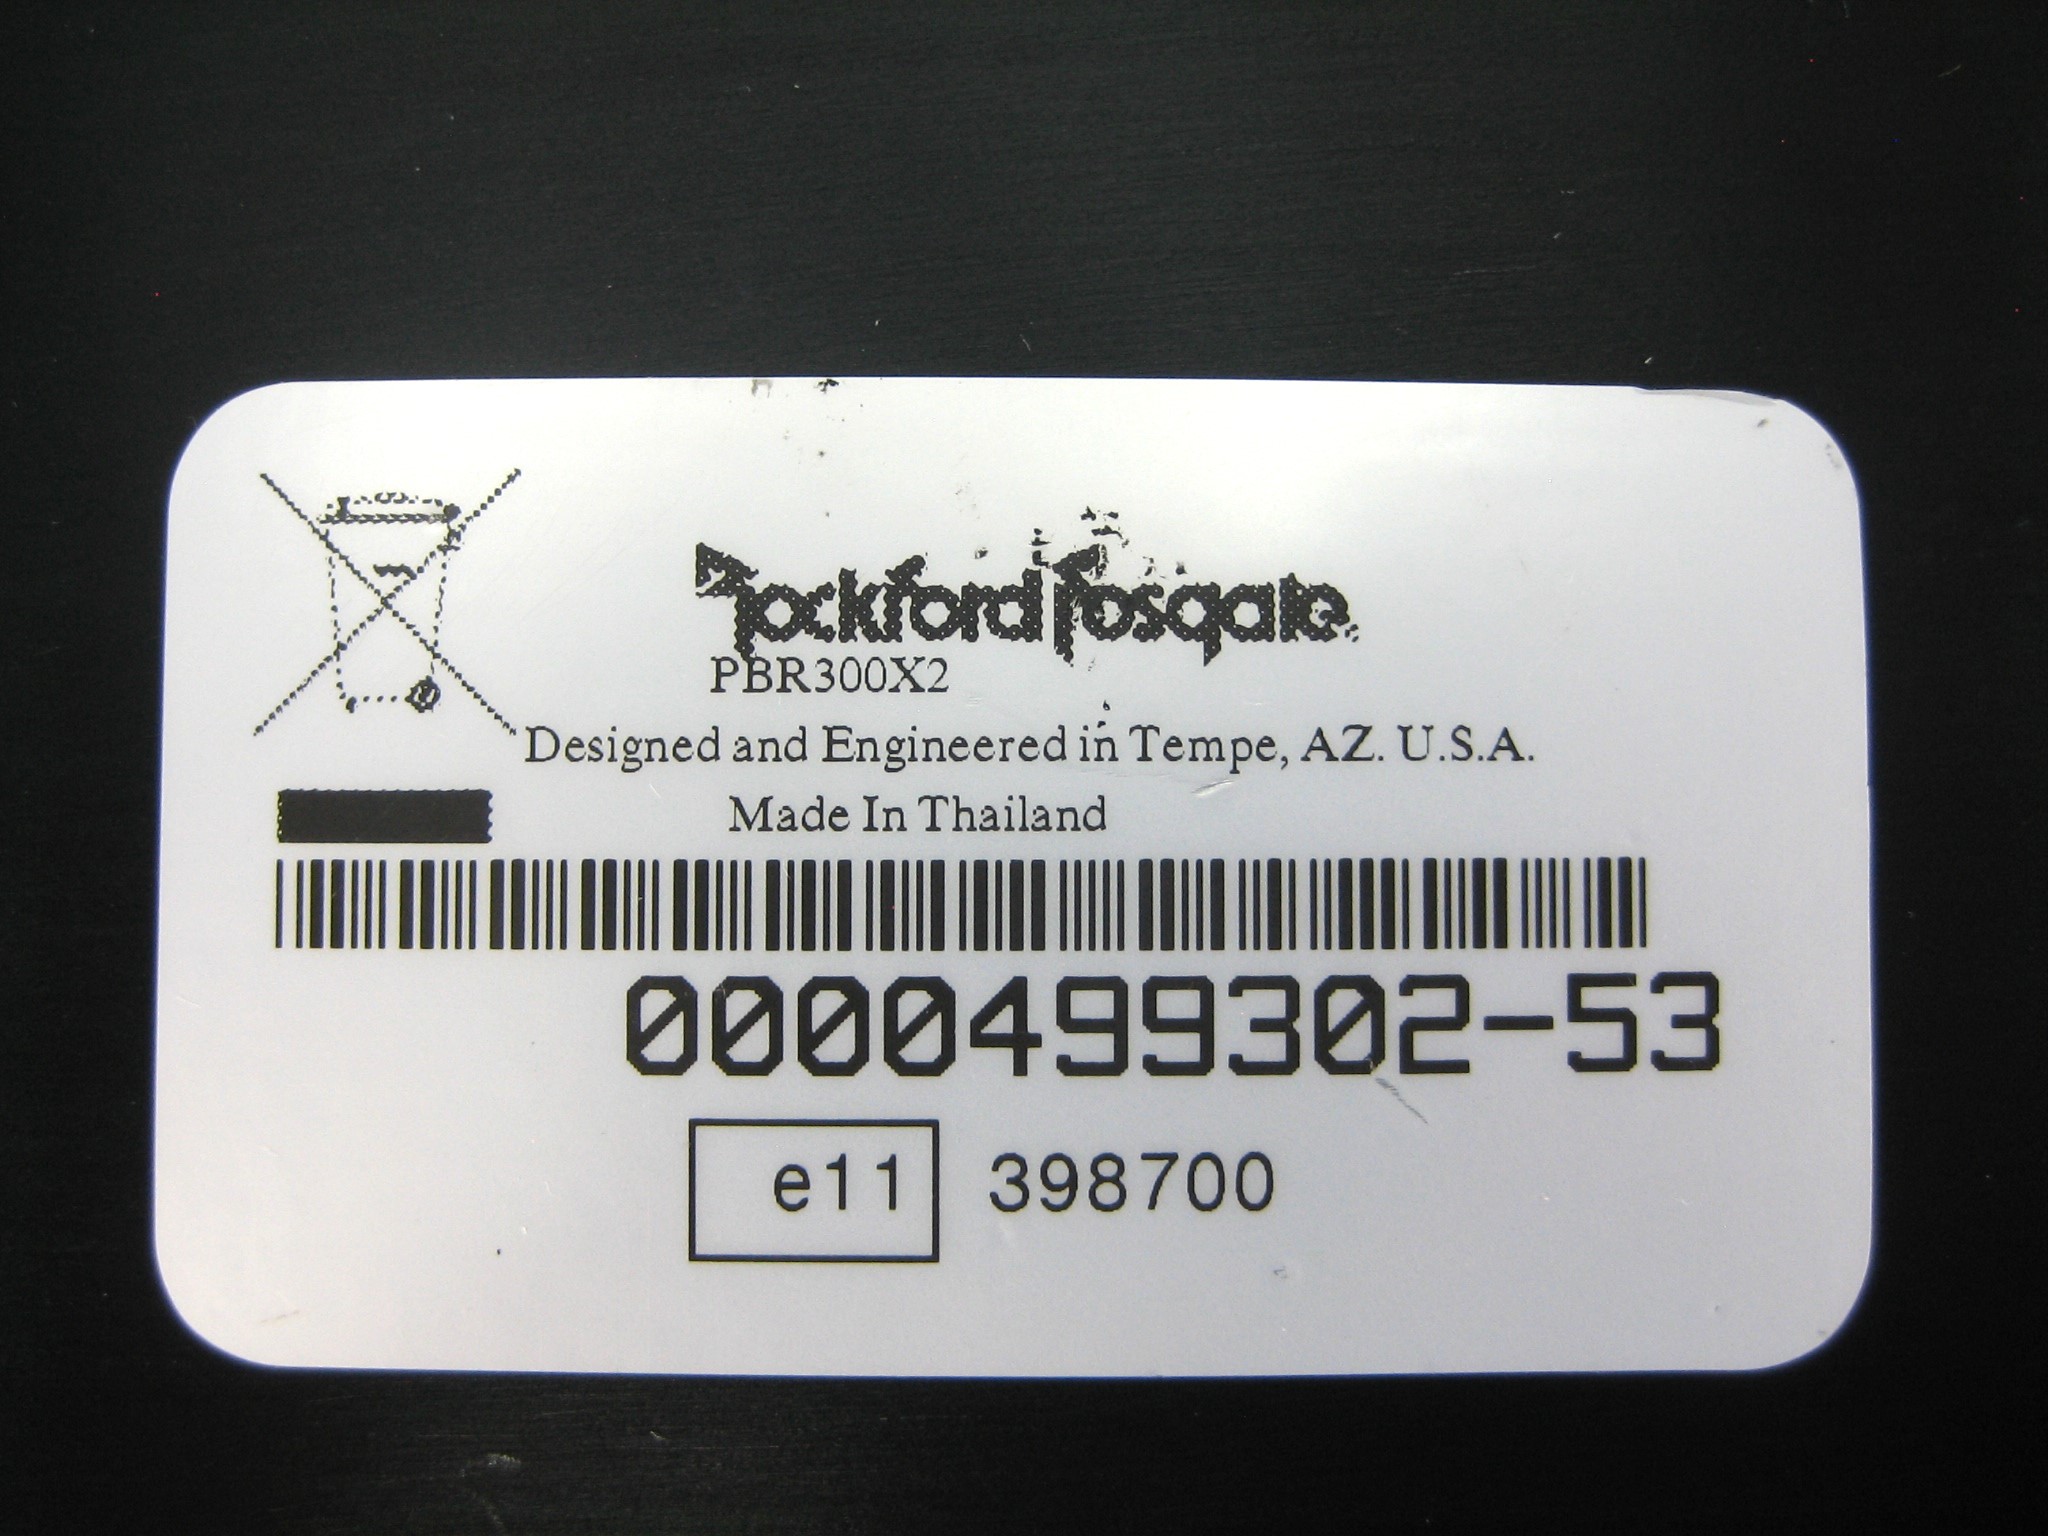 Rockford Fosgate
PBR300X2
Designed and Engineered in Tempe, AZ. U.S.A.
Made In Thailand
0000499302-53
e11 398700